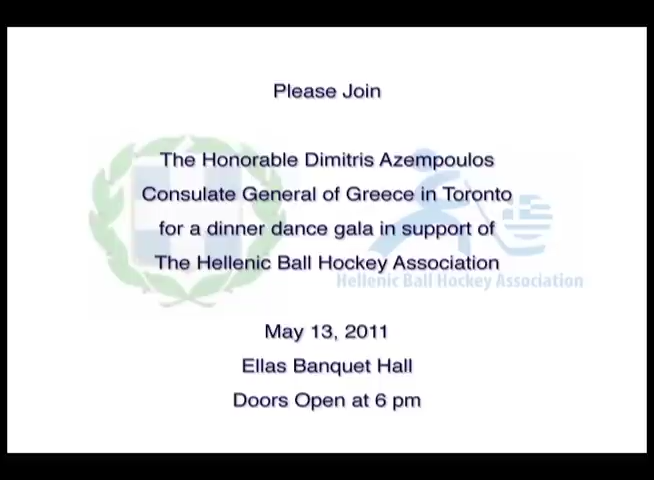 Please Join
The Honorable Dimitris Azempoulos
Consulate General of Greece in Toronto
for a dinner dance gala in support of
The Hellenic Ball Hockey Association
Hellenic Ball Hockey Association
May 13, 2011
Ellas Banquet Hall
Doors Open at 6 pm